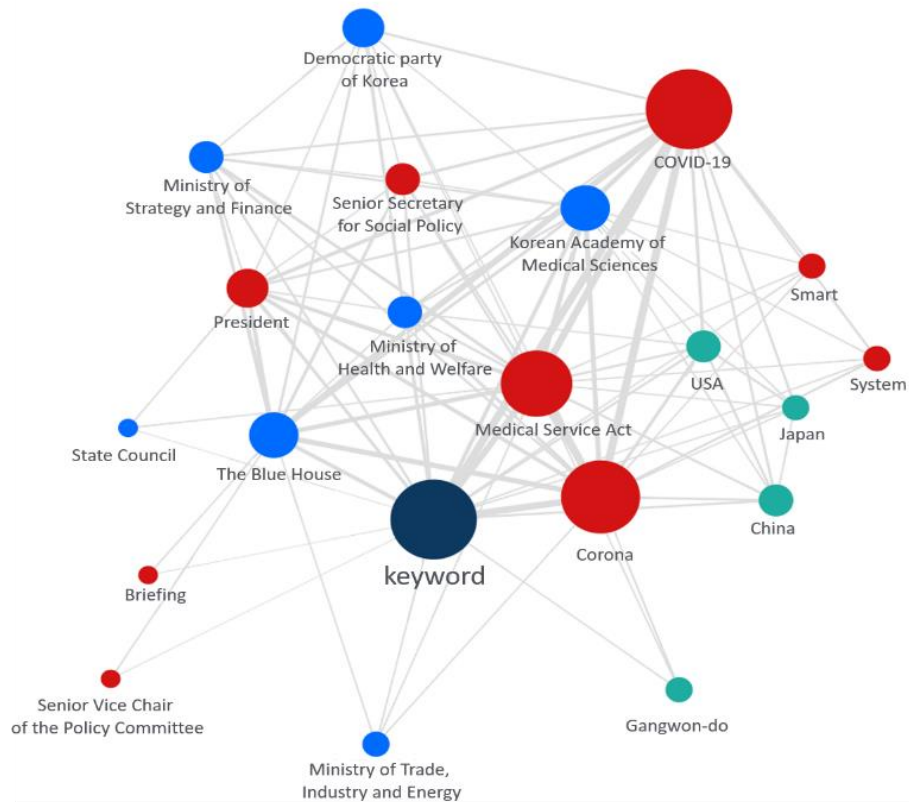 Democratic party
of Korea
COVID-19
Ministry of
Strategy and Finance
Senior Secretary
for Social Policy
Korean Academy of
Medical Sciences
Smart
President
Ministry of
Health and Welfare
USA
System
Medical Service Act
Japan
State Council
The Blue House
China
Corona
keyword
Briefing
Senior Vice Chair
of the Policy Committee
Gangwon-do
Ministry of Trade,
Industry and Energy